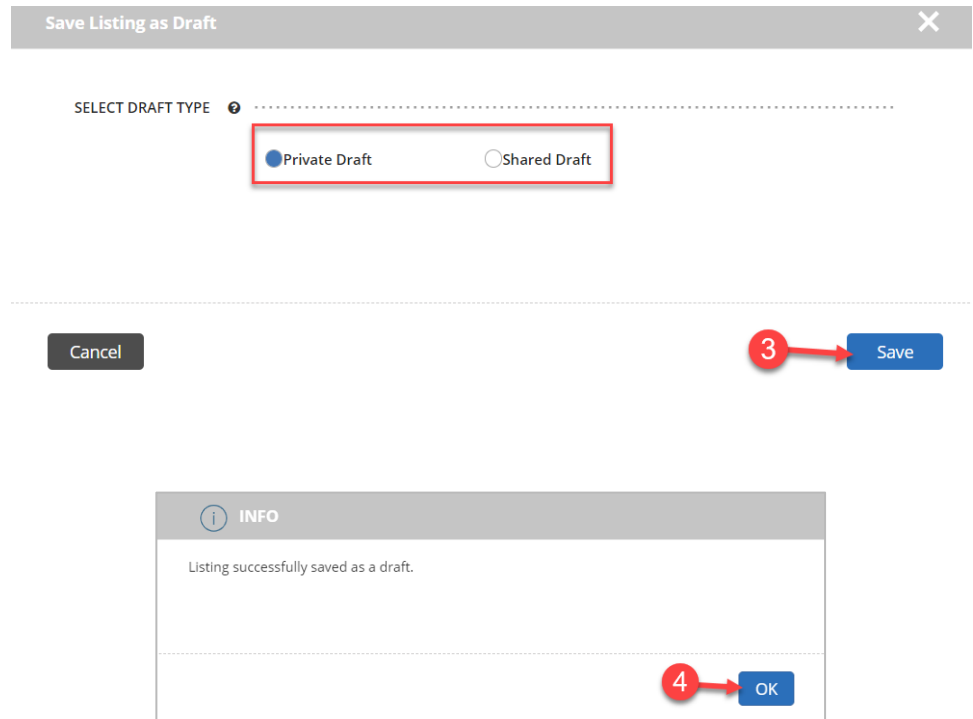 Save Listing as Draft
SELECT DRAFT TYPE
Private Draft Shared Draft
Cancel 3 Save
INFO
Listing successfully saved as a draft.
4 OK